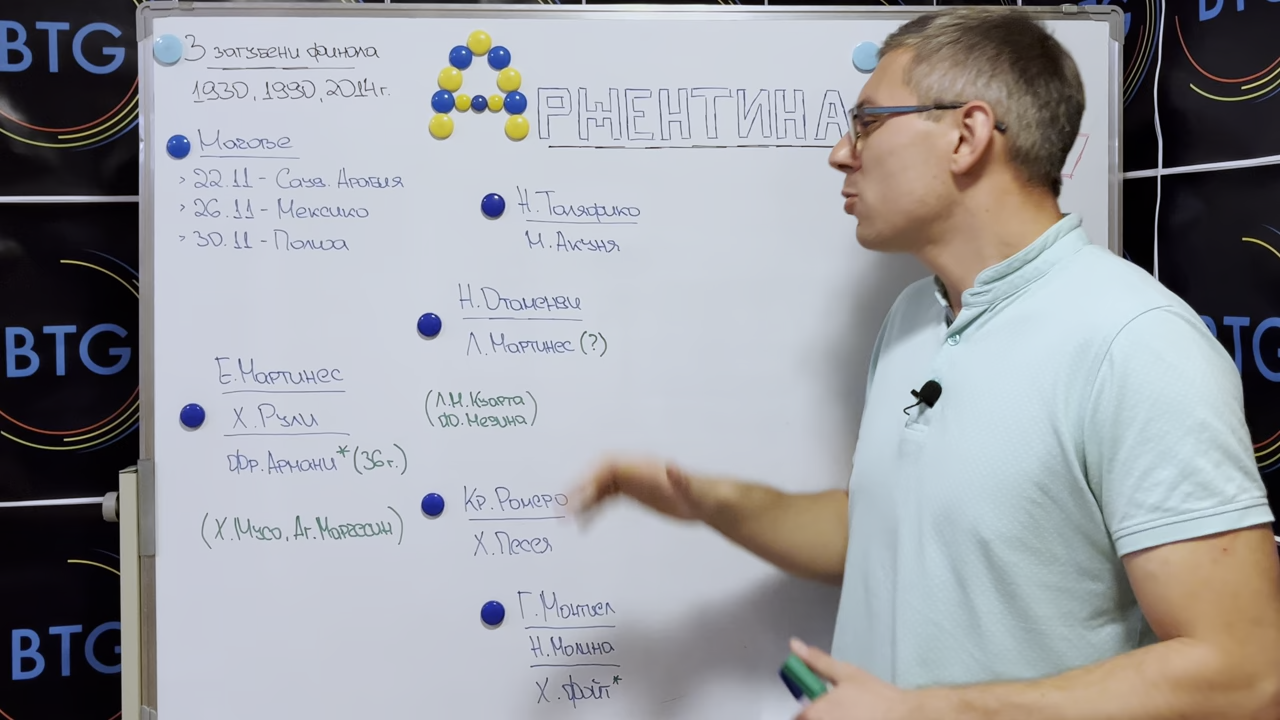 3 загубени финала
1930, 1990, 2014г.
АРЖЕНТИНА
Мачове
> 22.11 - Сауд. Арабия
> 26.11 - Мексико
> 30.11 - Полша
Н. Талафико
М. Акуня
Н. Отаменди
Л. Мартинес (?)
(Л.М. Куарта
Ф. Медина)
Е. Мартинес
Х. Рули
Фр. Армани* (36г.)
(Х. Мусо, Аг. Марчесин)
Кр. Ромеро
Х. Песея
Г. Монтиел
Н. Молина
Х. Фойт*
BTG
BTG
BTG
BTG